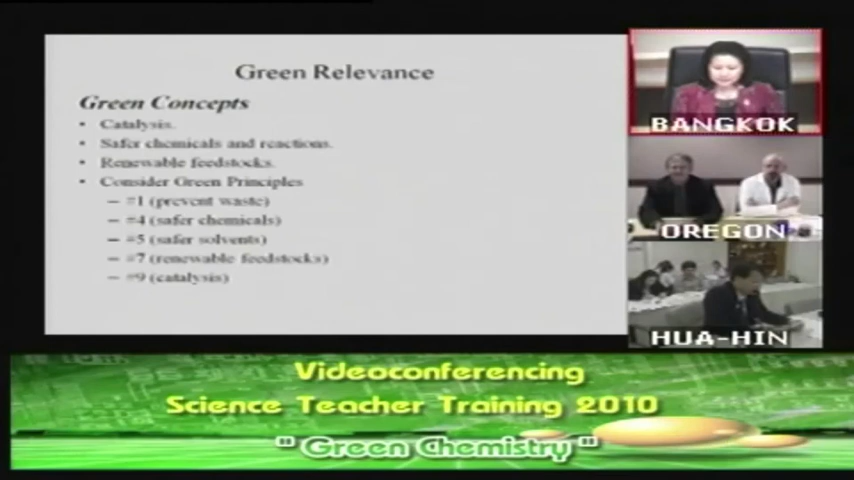 Green Relevance
Green Concepts
• Catalysis.
• Safer chemicals and reactions.
• Renewable feedstocks.
• Consider Green Principles
– #1 (prevent waste)
– #4 (safer chemicals)
– #5 (safer solvents)
– #7 (renewable feedstocks)
– #9 (catalysis)
BANGKOK
OREGON
HUA-HIN
Videoconferencing
Science Teacher Training 2010
" Green Chemistry "